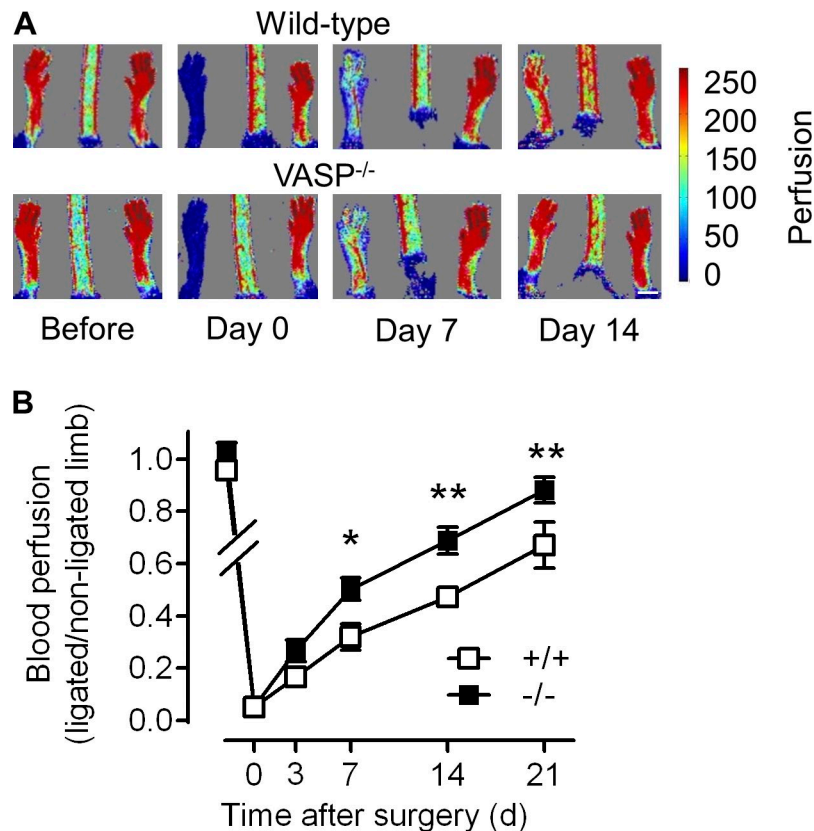 A
Wild-type
VASP-/-
Before Day 0 Day 7 Day 14
250
200
150
100
50
0
Perfusion
B
Blood perfusion
(ligated/non-ligated limb)
1.0
0.8
0.6
0.4
0.2
0.0
*
**
**
+/+
-/-
0 3 7 14 21
Time after surgery (d)